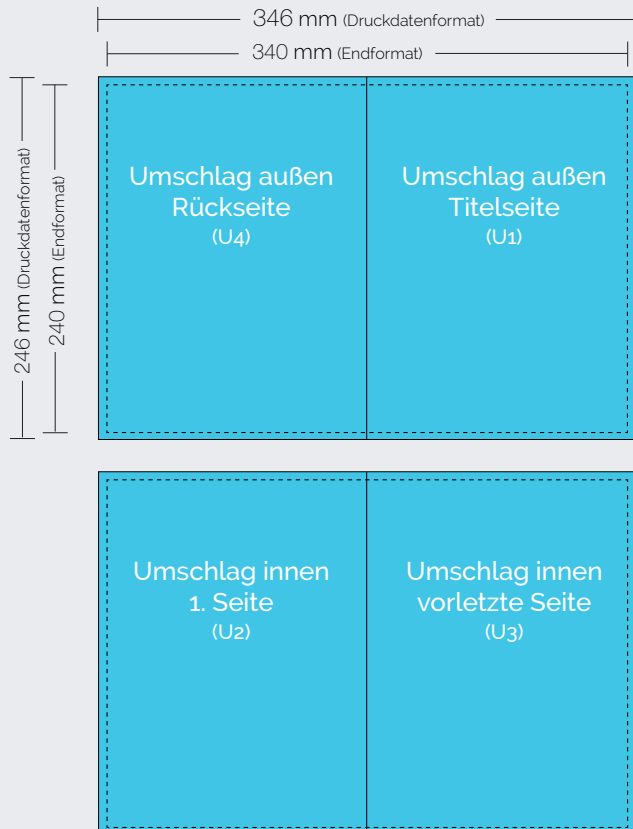 346 mm (Druckdatenformat)
340 mm (Endformat)
246 mm (Druckdatenformat)
240 mm (Endformat)
Umschlag außen
Rückseite
(U4)
Umschlag außen
Titelseite
(U1)
Umschlag innen
1. Seite
(U2)
Umschlag innen
vorletzte Seite
(U3)